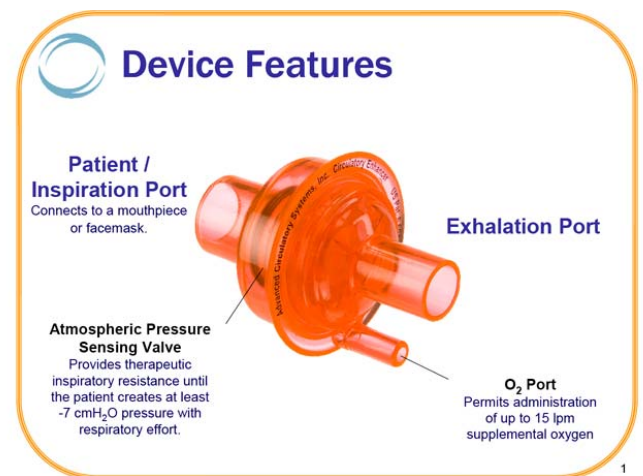 Device Features
Patient /
Inspiration Port
Connects to a mouthpiece
or facemask.
Exhalation Port
Advanced Circulatory Systems, Inc. Circulatory Enhancer
Atmospheric Pressure
Sensing Valve
Provides therapeutic
inspiratory resistance until
the patient creates at least
-7 cmH₂O pressure with
respiratory effort.
O₂ Port
Permits administration
of up to 15 lpm
supplemental oxygen
1